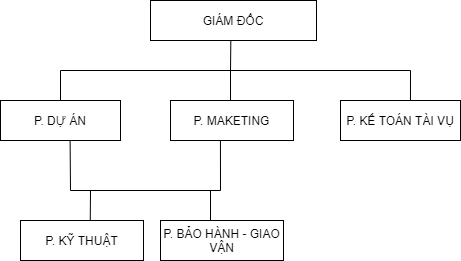 GIÁM ĐỐC
P. DỰ ÁN
P. MAKETING
P. KẾ TOÁN TÀI VỤ
P. KỸ THUẬT
P. BẢO HÀNH - GIAO
VẬN